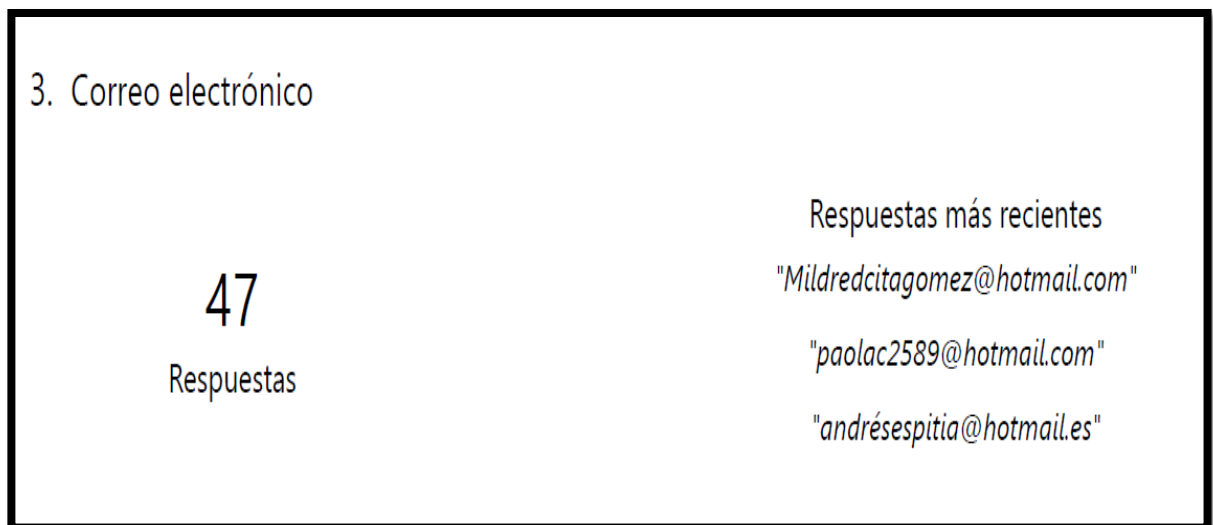 3. Correo electrónico
47
Respuestas
Respuestas más recientes
"Mildredcitagomez@hotmail.com"
"paolac2589@hotmail.com"
"andrésespitia@hotmail.es"